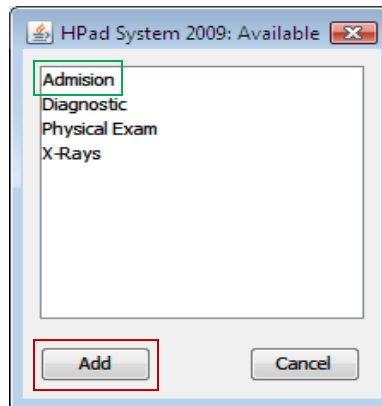 HPad System 2009: Available
Admision
Diagnostic
Physical Exam
X-Rays
Add Cancel